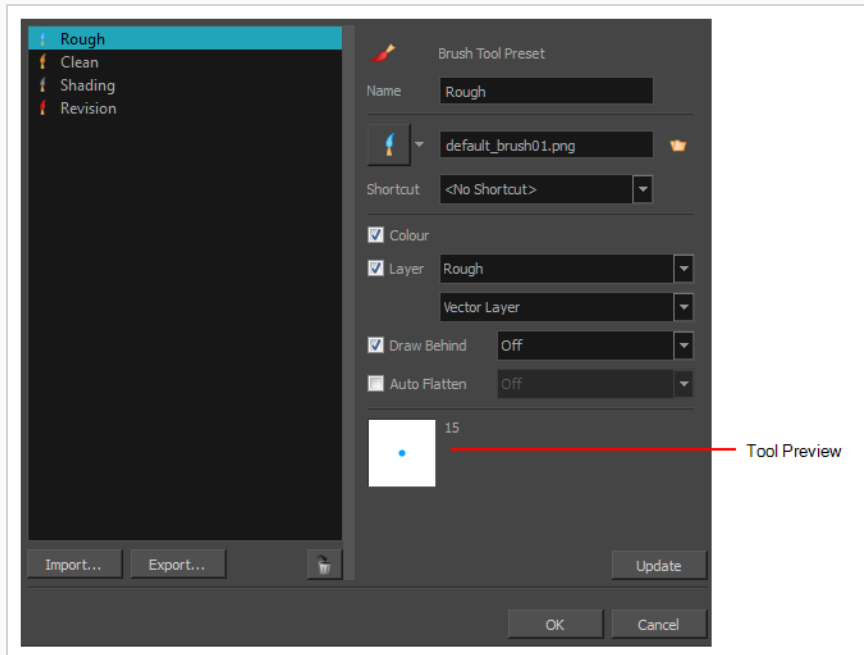 Rough
Clean
Shading
Revision
Import...
Export...
Brush Tool Preset
Name Rough
default_brush01.png
Shortcut <No Shortcut>
Colour
Layer Rough
Vector Layer
Draw Behind Off
Auto Flatten Off
15
Tool Preview
Update
OK Cancel